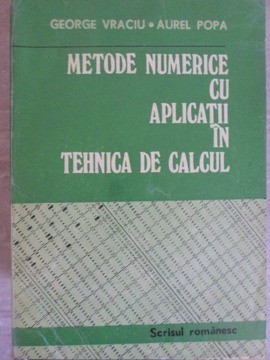 GEORGE VRACIU • AUREL POPA
METODE NUMERICE
CU
APLICAȚII
ÎN
TEHNICA DE CALCUL
Scrisul românesc